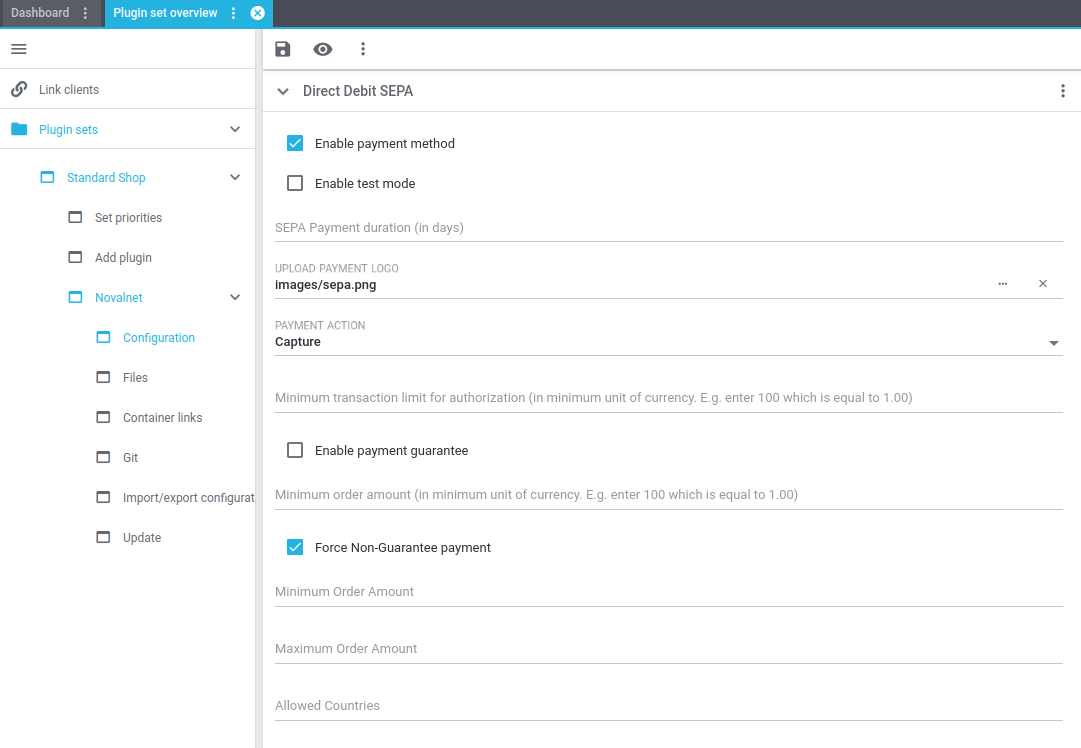 Dashboard
Plugin set overview
Link clients
Plugin sets
Standard Shop
Set priorities
Add plugin
Novalnet
Configuration
Files
Container links
Git
Import/export configurat
Update
Direct Debit SEPA
Enable payment method
Enable test mode
SEPA Payment duration (in days)
UPLOAD PAYMENT LOGO
images/sepa.png
PAYMENT ACTION
Capture
Minimum transaction limit for authorization (in minimum unit of currency. E.g. enter 100 which is equal to 1.00)
Enable payment guarantee
Minimum order amount (in minimum unit of currency. E.g. enter 100 which is equal to 1.00)
Force Non-Guarantee payment
Minimum Order Amount
Maximum Order Amount
Allowed Countries